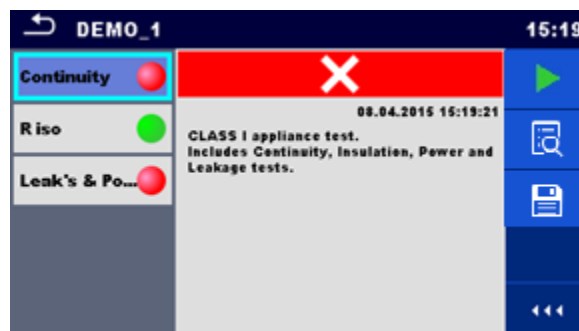 DEMO_1
15:19
Continuity
R iso
Leak's & Po...
08.04.2015 15:19:21
CLASS I appliance test.
Includes Continuity, Insulation, Power and
Leakage tests.